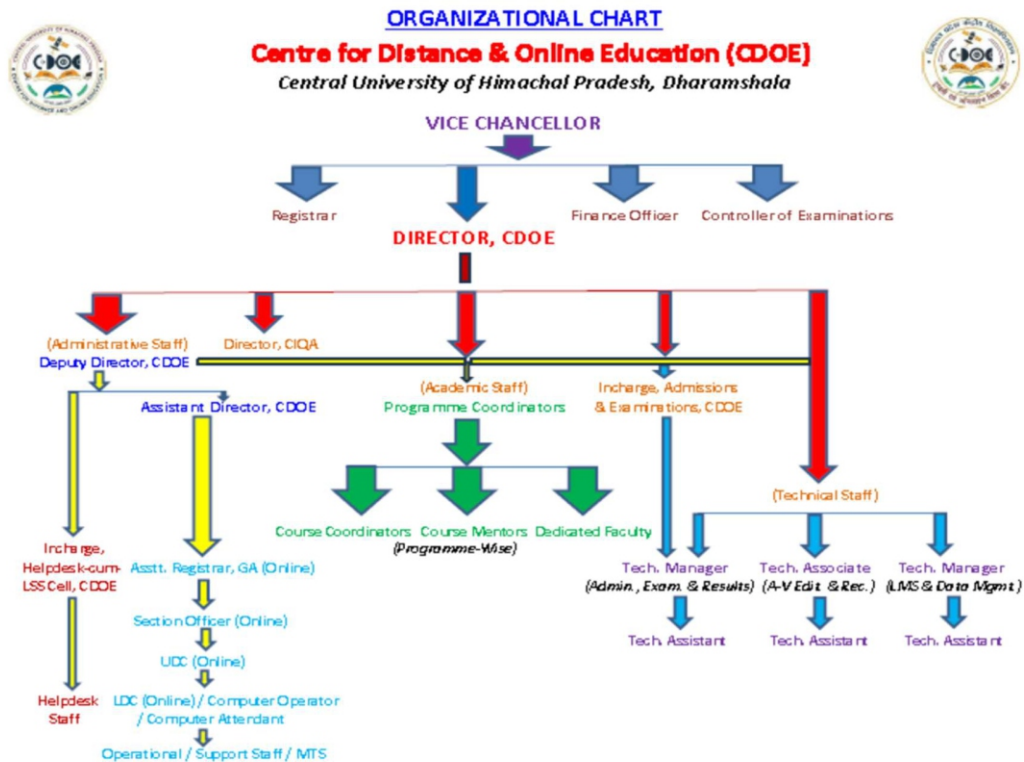 ORGANIZATIONAL CHART
Centre for Distance & Online Education (CDOE)
Central University of Himachal Pradesh, Dharamshala
CDOE
CDOE
VICE CHANCELLOR
Registrar
Finance Officer
Controller of Examinations
DIRECTOR, CDOE
(Administrative Staff)
Deputy Director, CDOE
Director, CIQA
(Academic Staff)
Programme Coordinators
Incharge, Admissions
& Examinations, CDOE
Assistant Director, CDOE
(Technical Staff)
Course Coordinators
Course Mentors
(Programme-Wise)
Dedicated Faculty
Incharge,
Helpdesk-cum-
LSS Cell, CDOE
Asstt. Registrar, GA (Online)
Tech. Manager
(Admin., Exam. & Results)
Tech. Associate
(A-V Edit. & Rec.)
Tech. Manager
(LMS & Data Mgmt.)
Section Officer (Online)
Tech. Assistant
Tech. Assistant
Tech. Assistant
UDC (Online)
Helpdesk
Staff
LDC (Online) / Computer Operator
/ Computer Attendant
Operational / Support Staff / MTS